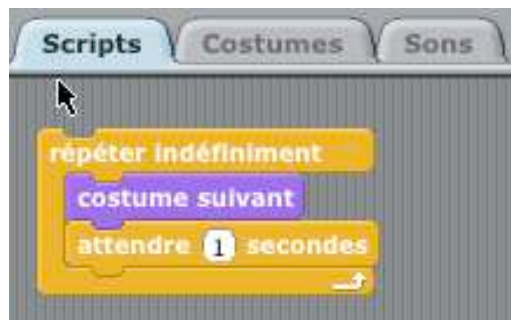 Scripts Costumes Sons
répéter indéfiniment
costume suivant
attendre 1 secondes